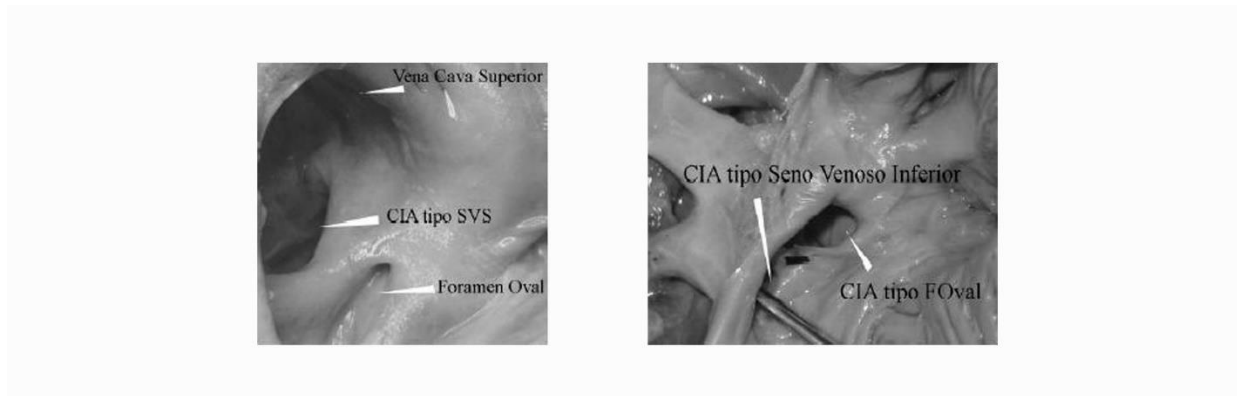 Vena Cava Superior
CIA tipo SVS
Foramen Oval
CIA tipo Seno Venoso Inferior
CIA tipo FOval